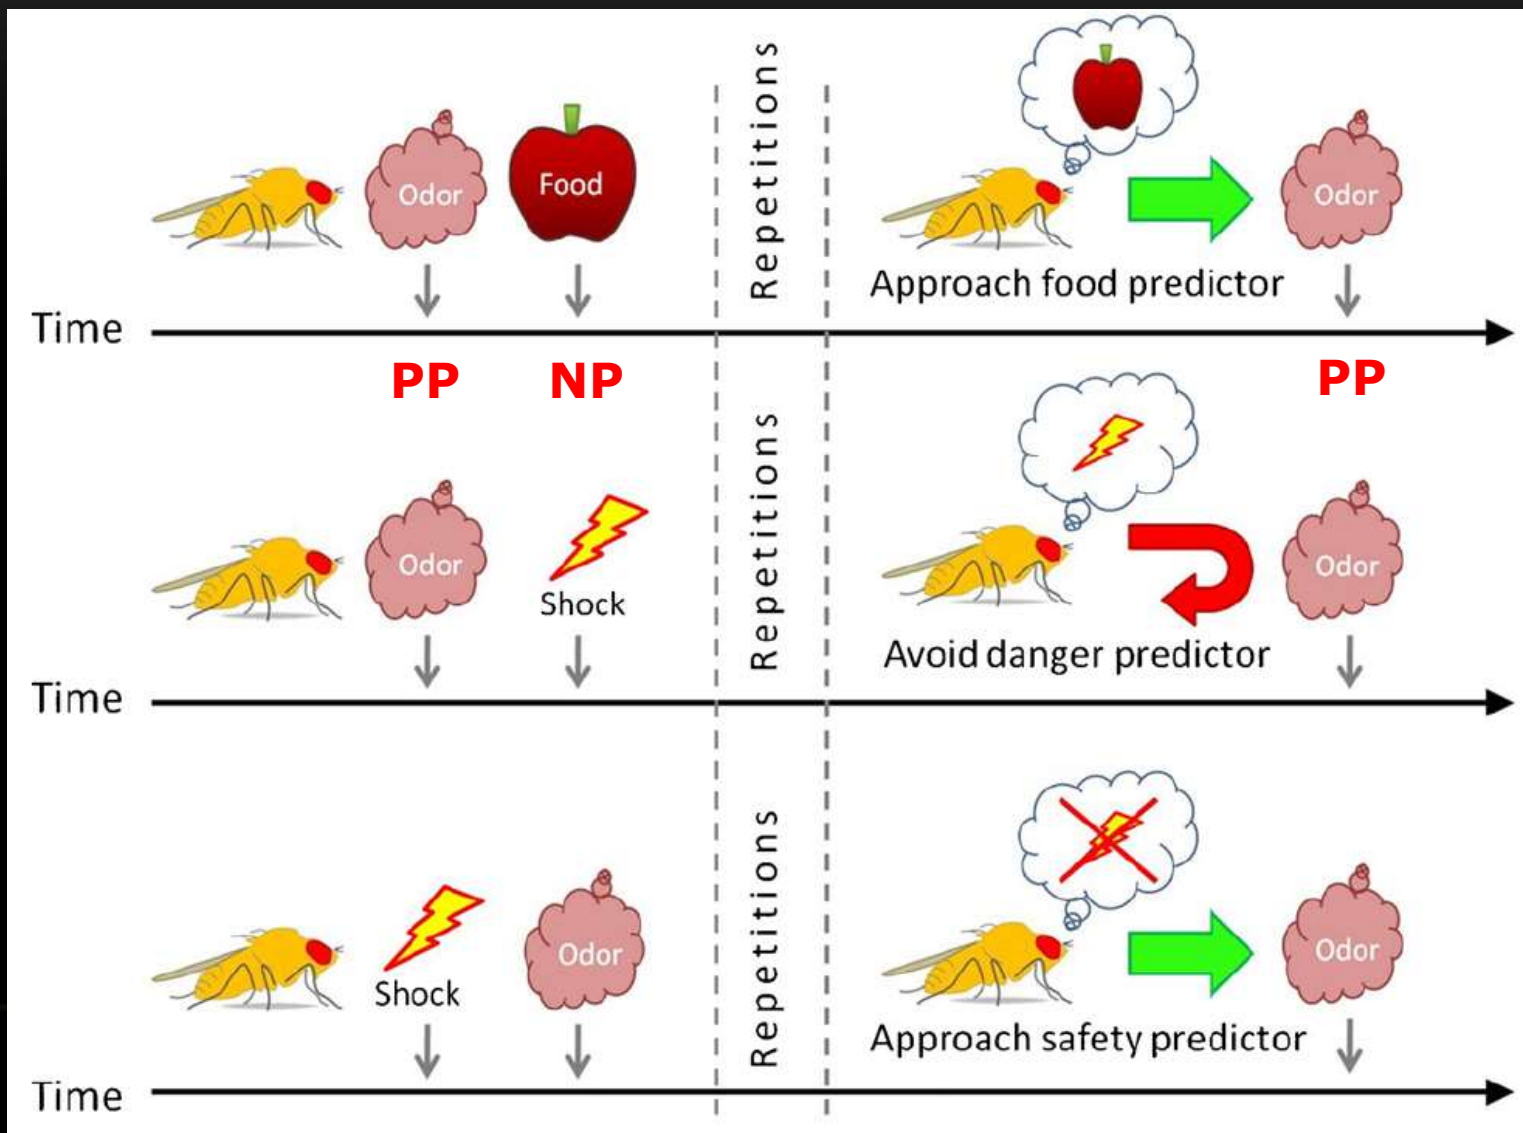 Odor
Food
Repetitions
Odor
Approach food predictor
Time
PP
NP
PP
Odor
Shock
Repetitions
Odor
Avoid danger predictor
Time
Shock
Odor
Repetitions
Odor
Approach safety predictor
Time